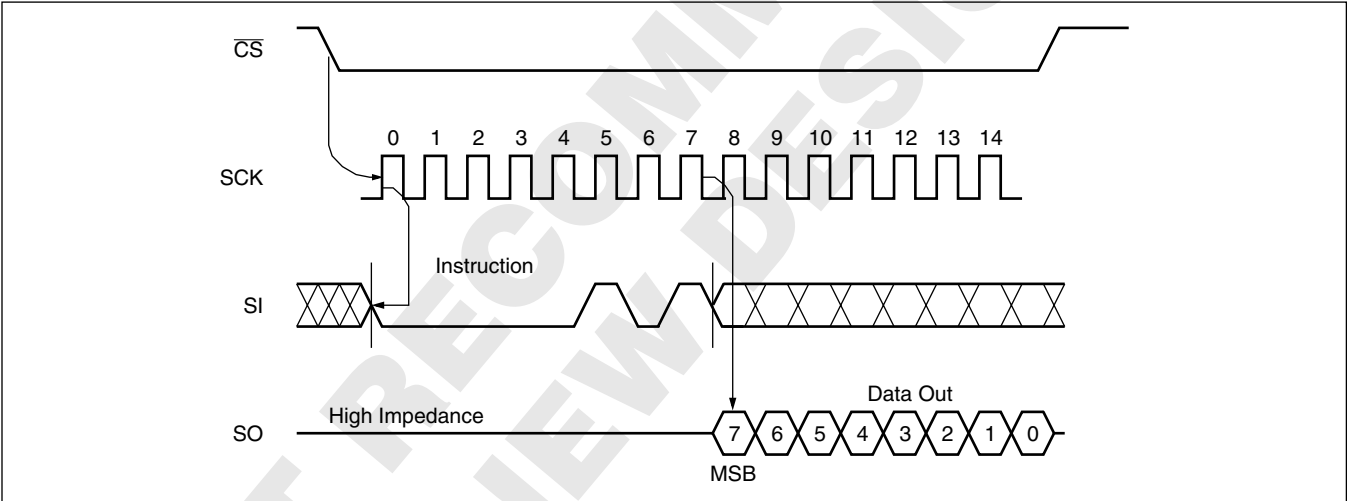 CS
0 1 2 3 4 5 6 7 8 9 10 11 12 13 14
SCK
Instruction
SI
Data Out
High Impedance
SO
7 6 5 4 3 2 1 0
MSB